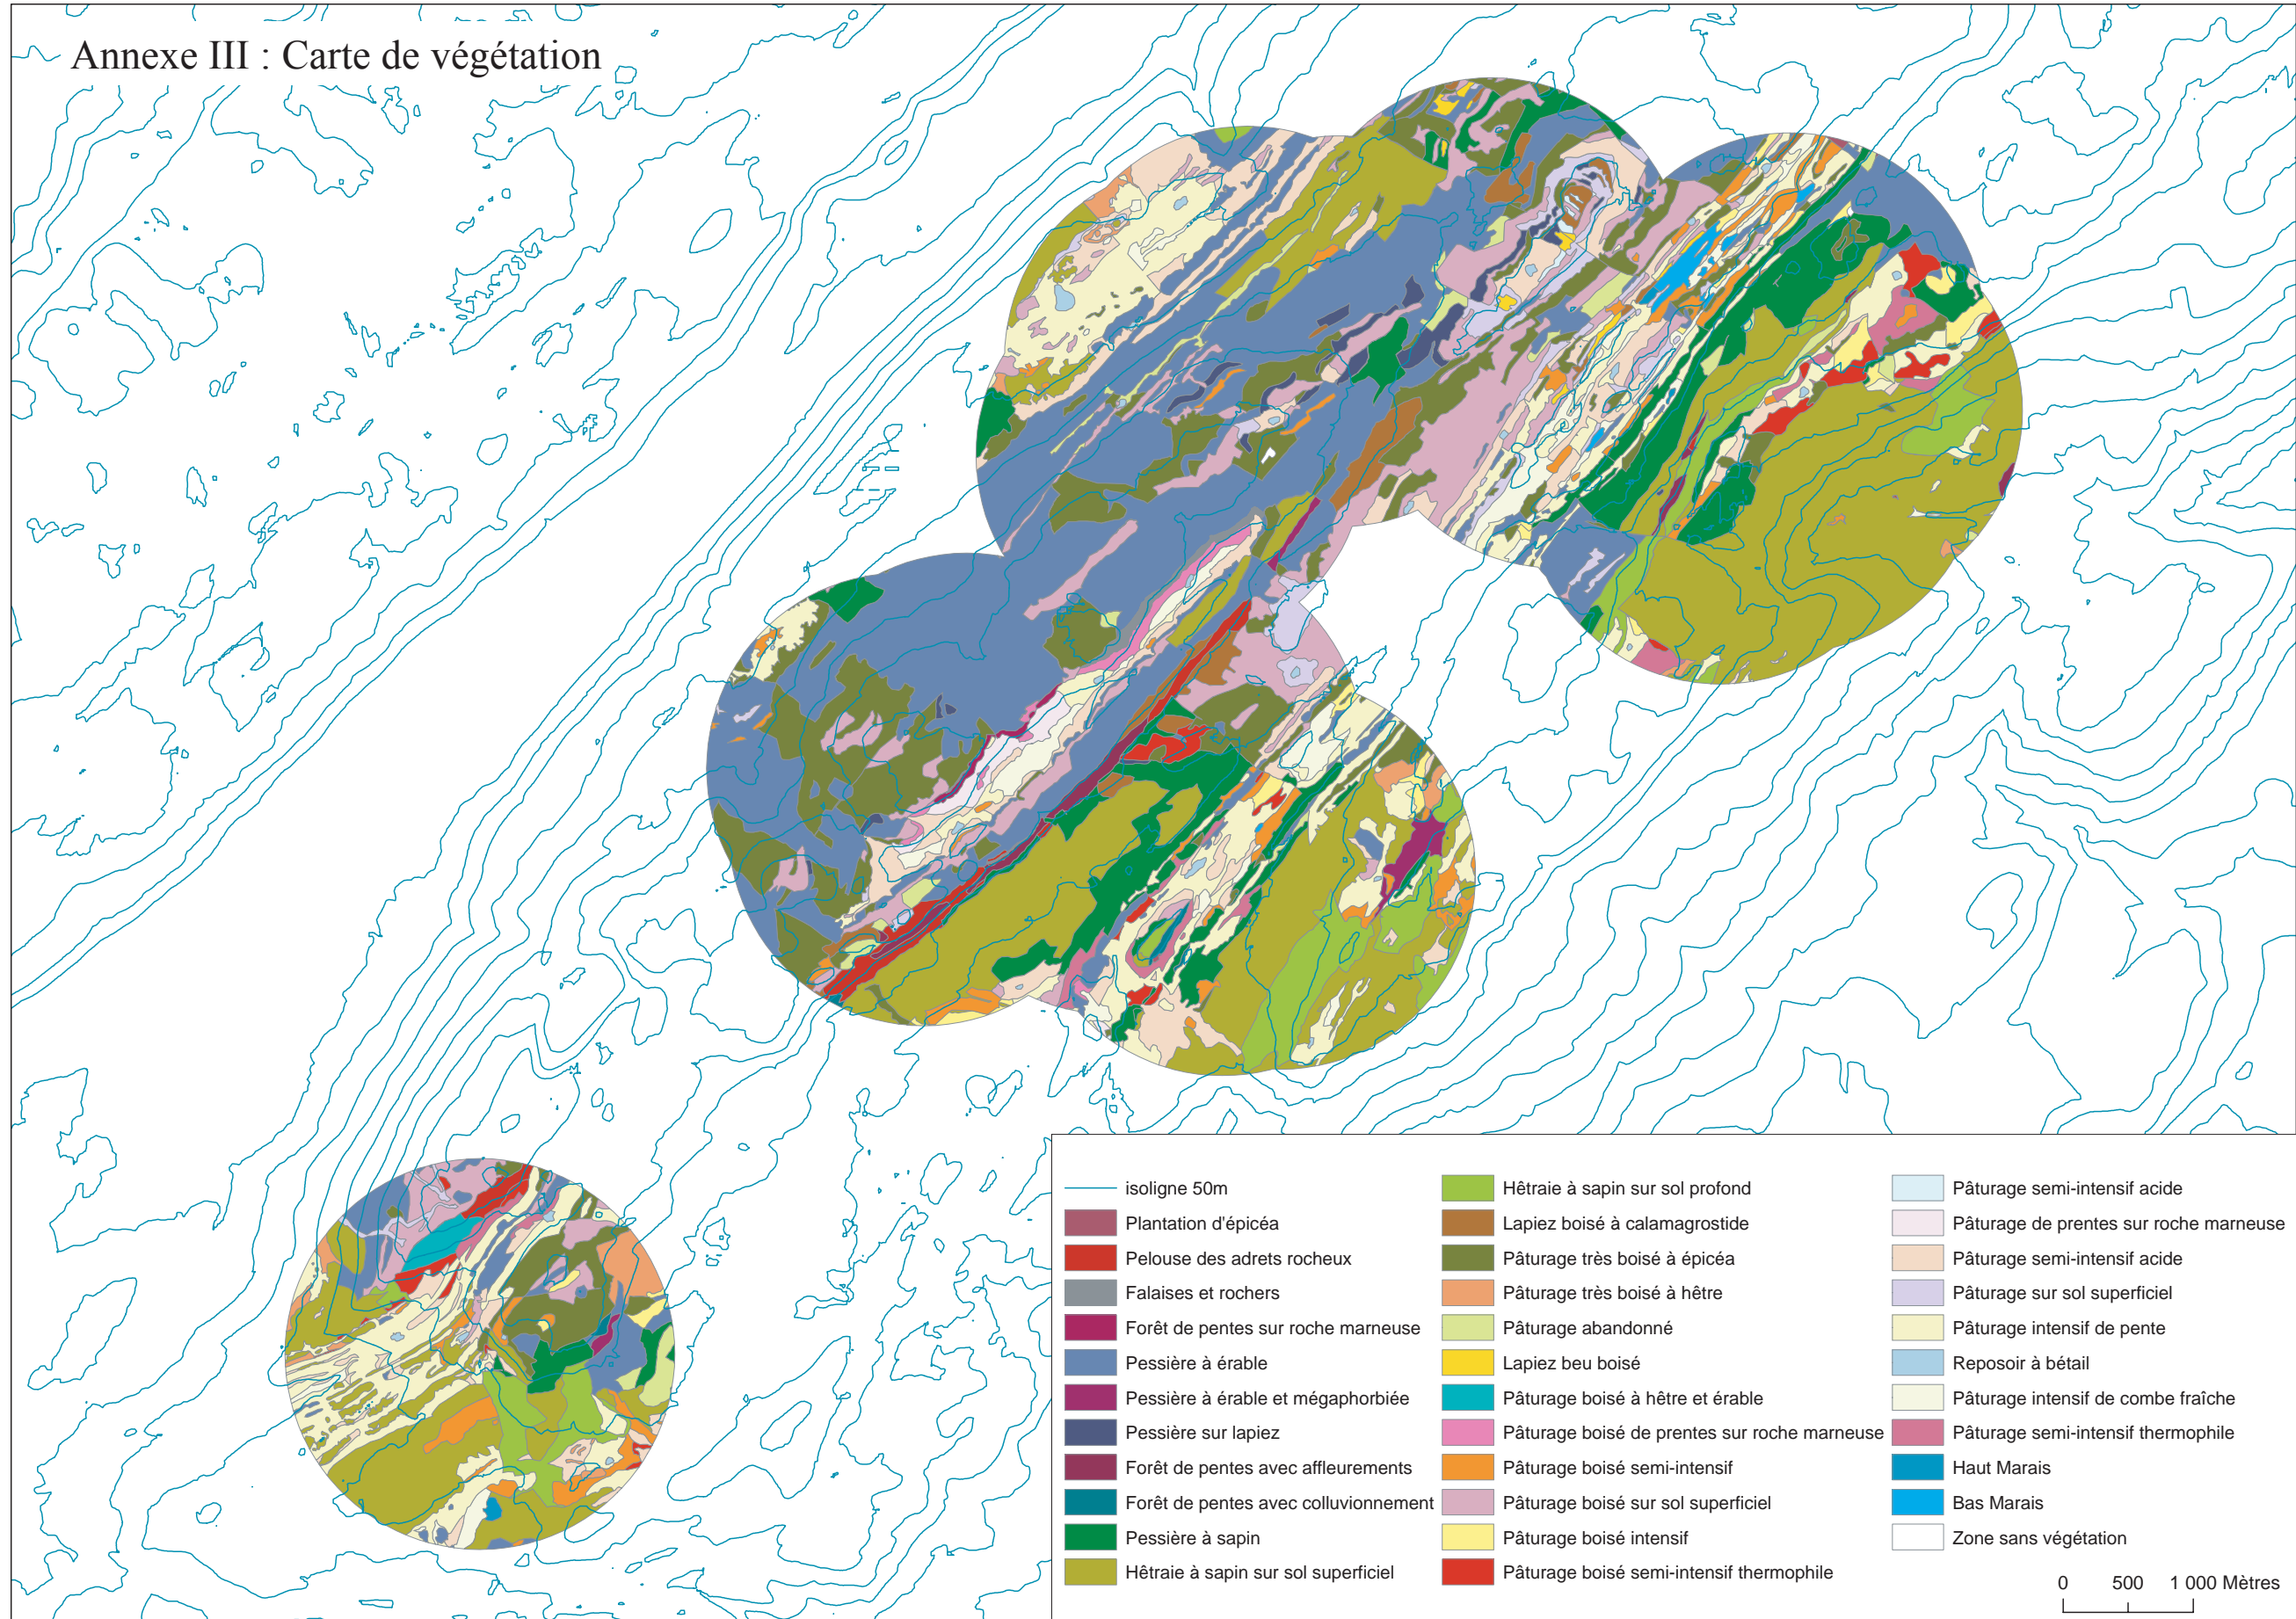 Annexe III : Carte de végétation
isoligne 50m
Plantation d'épicéa
Pelouse des adrets rocheux
Falaises et rochers
Forêt de pentes sur roche marneuse
Pessière à érable
Pessière à érable et mégaphorbiée
Pessière sur lapiez
Forêt de pentes avec affleurements
Forêt de pentes avec colluvionnement
Pessière à sapin
Hêtraie à sapin sur sol superficiel
Hêtraie à sapin sur sol profond
Lapiez boisé à calamagrostide
Pâturage très boisé à épicéa
Pâturage très boisé à hêtre
Pâturage abandonné
Lapiez beu boisé
Pâturage boisé à hêtre et érable
Pâturage boisé de prentes sur roche marneuse
Pâturage boisé semi-intensif
Pâturage boisé sur sol superficiel
Pâturage boisé intensif
Pâturage boisé semi-intensif thermophile
Pâturage semi-intensif acide
Pâturage de prentes sur roche marneuse
Pâturage semi-intensif acide
Pâturage sur sol superficiel
Pâturage intensif de pente
Reposoir à bétail
Pâturage intensif de combe fraîche
Pâturage semi-intensif thermophile
Haut Marais
Bas Marais
Zone sans végétation
0 500 1 000 Mètres